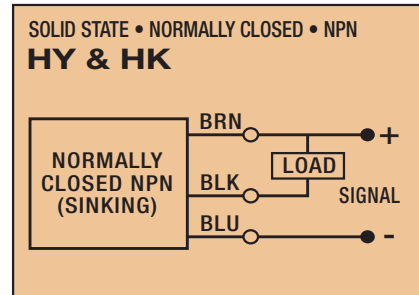 SOLID STATE • NORMALLY CLOSED • NPN
HY & HK
BRN
+
NORMALLY
CLOSED NPN
(SINKING)
LOAD
BLK
SIGNAL
BLU
-